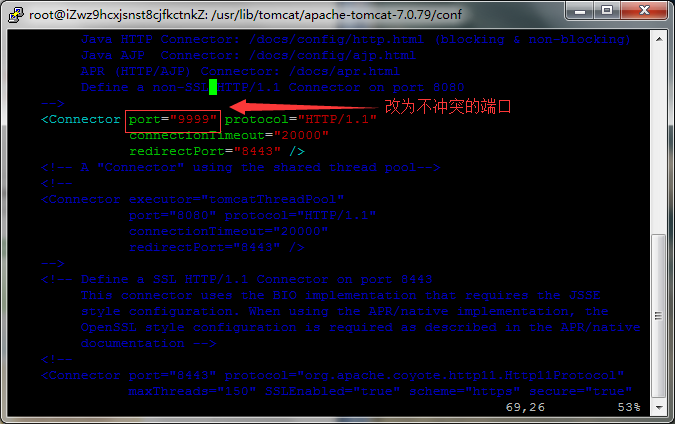 root@iZwz9hcxjsnst8cjfkctnkZ: /usr/lib/tomcat/apache-tomcat-7.0.79/conf
Java HTTP Connector: /docs/config/http.html (blocking & non-blocking)
Java AJP  Connector: /docs/config/ajp.html
APR (HTTP/AJP) Connector: /docs/apr.html
Define a non-SSL HTTP/1.1 Connector on port 8080
-->
<Connector port="9999" protocol="HTTP/1.1"
改为不冲突的端口
connectionTimeout="20000"
redirectPort="8443" />
<!-- A "Connector" using the shared thread pool-->
<!--
<Connector executor="tomcatThreadPool"
port="8080" protocol="HTTP/1.1"
connectionTimeout="20000"
redirectPort="8443" />
-->
<!-- Define a SSL HTTP/1.1 Connector on port 8443
This connector uses the BIO implementation that requires the JSSE
style configuration. When using the APR/native implementation, the
OpenSSL style configuration is required as described in the APR/native
documentation -->
<!--
<Connector port="8443" protocol="org.apache.coyote.http11.Http11Protocol"
maxThreads="150" SSLEnabled="true" scheme="https" secure="true"
69,26 53%